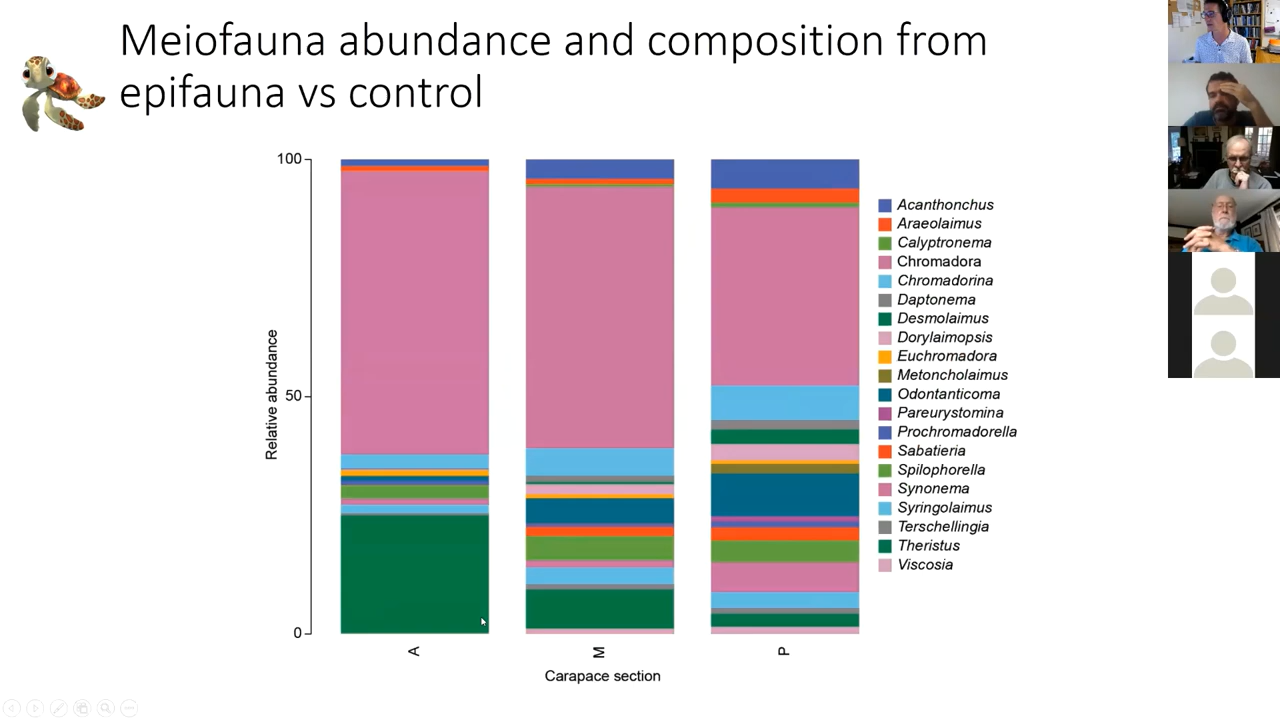 Meiofauna abundance and composition from
epifauna vs control
100
50
0
Relative abundance
A
M
P
Carapace section
Acanthonchus
Araeolaimus
Calyptronema
Chromadora
Chromadorina
Daptonema
Desmolaimus
Dorylaimopsis
Euchromadora
Metoncholaimus
Odontanticoma
Pareurystomina
Prochromadorella
Sabatieria
Spilophorella
Synonema
Syringolaimus
Terschellingia
Theristus
Viscosia